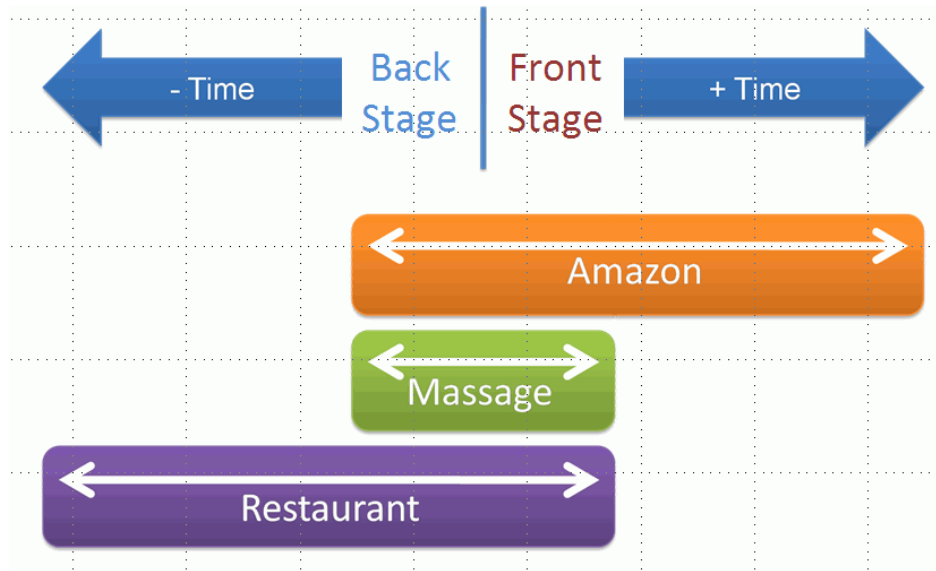 - Time
Back
Stage
Front
Stage
+ Time
Amazon
Massage
Restaurant